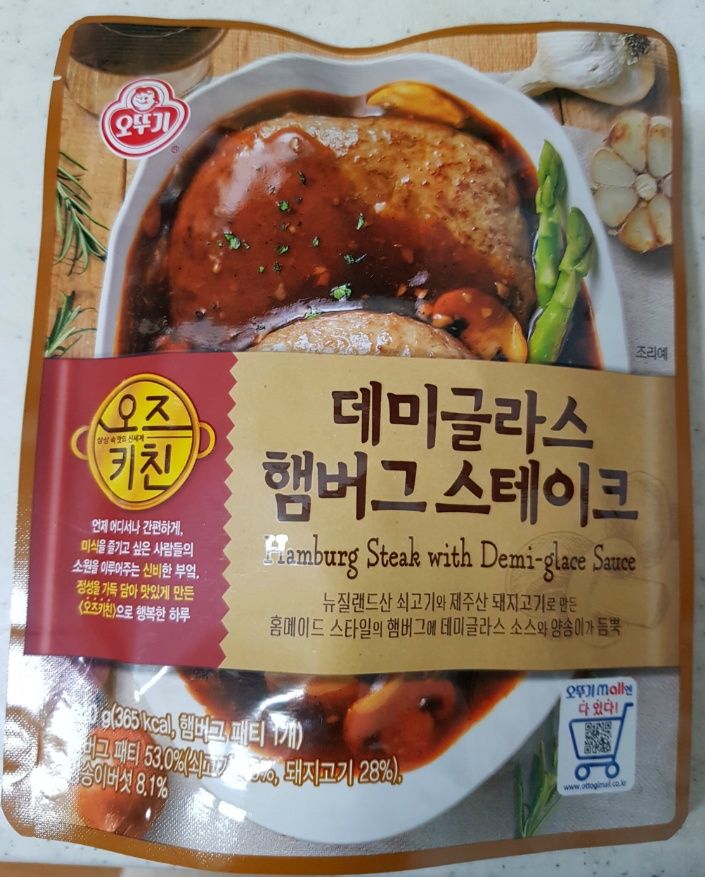 오뚜기
®
조리예
오즈
상상 속 맛의 신세계
키친
언제 어디서나 간편하게,
미식을 즐기고 싶은 사람들의
소원을 이루어주는 신비한 부엌,
정성을 가득 담아 맛있게 만든
<오즈키친>으로 행복한 하루
데미글라스
햄버그 스테이크
Hamburg Steak with Demi-glace Sauce
뉴질랜드산 쇠고기와 제주산 돼지고기로 만든
홈메이드 스타일의 햄버그에 데미글라스 소스와 양송이가 듬뿍
오뚜기mall엔
다 있다!
www.ottogimall.co.kr
g(365 kcal, 햄버그 패티 1개)
패티 53.0%(쇠고기 돼지고기 28%),
8.1%